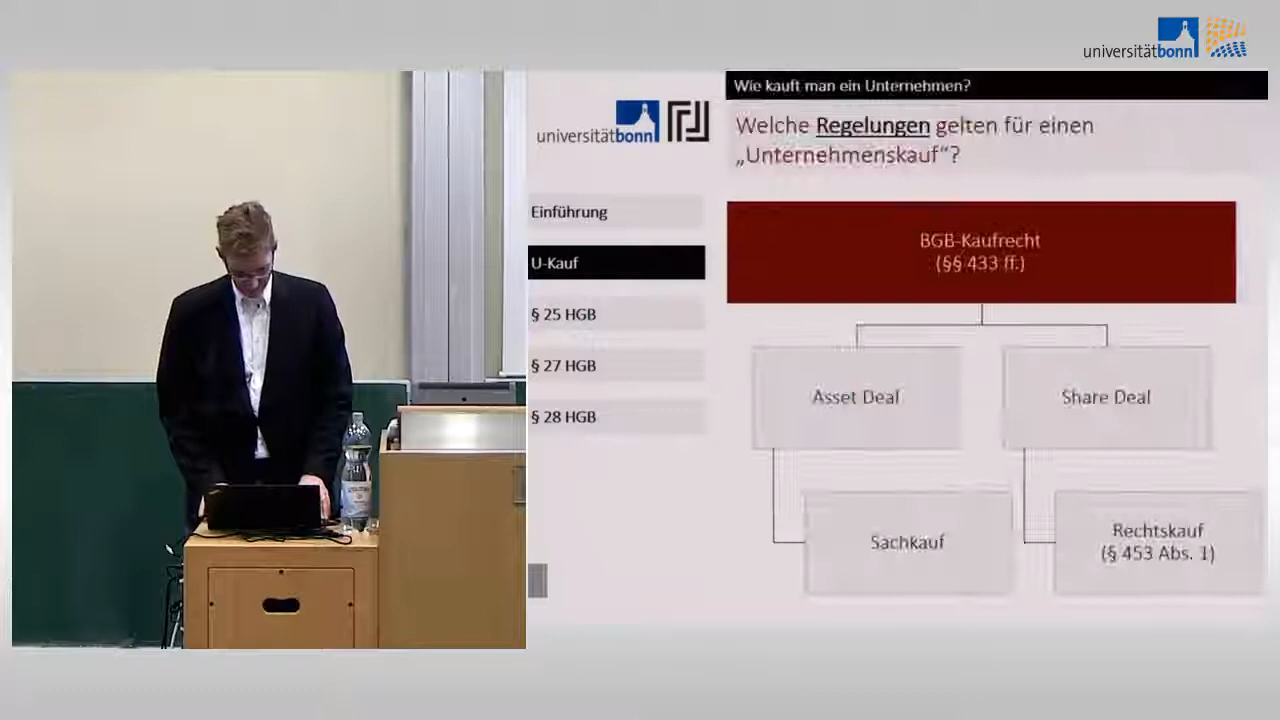 universitätbonn
Wie kauft man ein Unternehmen?
universitätbonn
Welche Regelungen gelten für einen
„Unternehmenskauf“?
Einführung
U-Kauf
§ 25 HGB
§ 27 HGB
§ 28 HGB
BGB-Kaufrecht
(§§ 433 ff.)
Asset Deal
Share Deal
Sachkauf
Rechtskauf
(§ 453 Abs. 1)